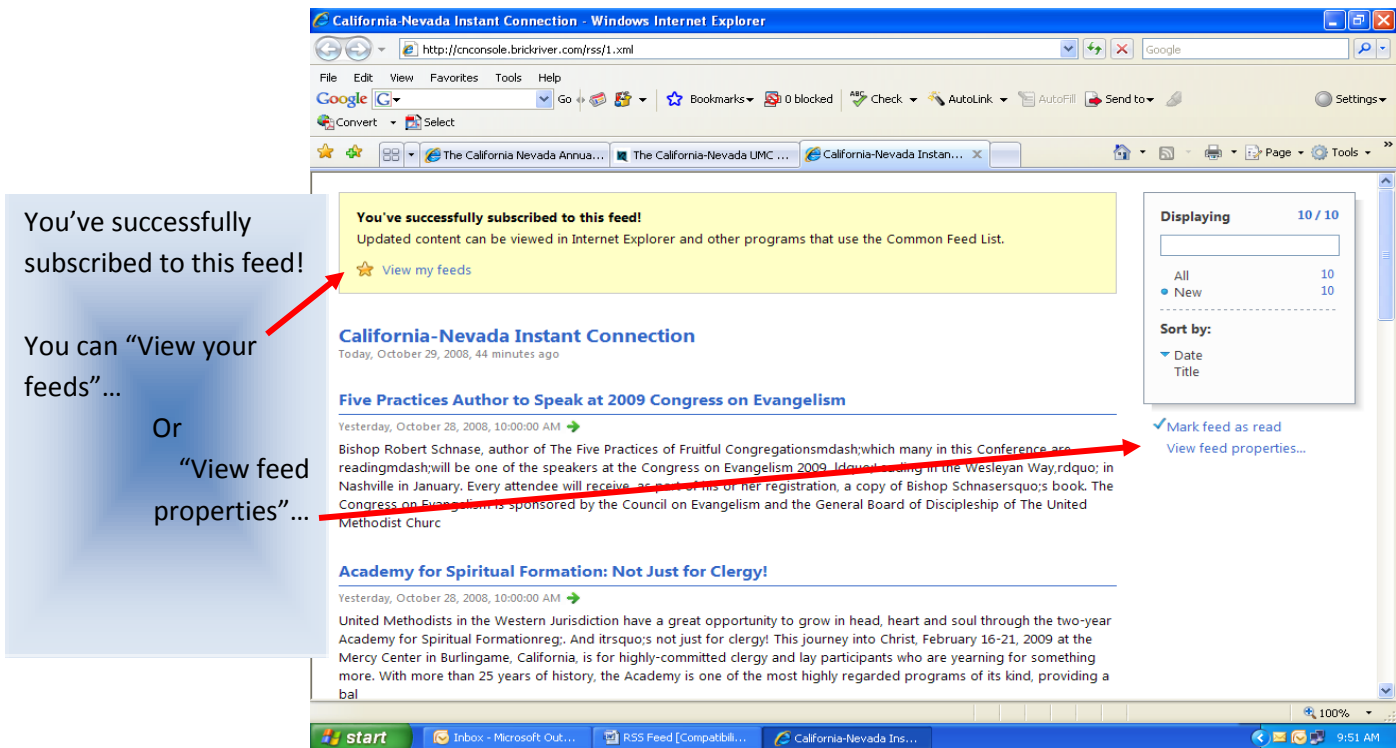 California-Nevada Instant Connection - Windows Internet Explorer
http://cnconsole.brickriver.com/rss/1.xml
Google
File Edit View Favorites Tools Help
Google G Go Bookmarks 0 blocked ABC Check AutoLink AutoFill Send to Settings
Convert Select
The California Nevada Annua... The California-Nevada UMC ... California-Nevada Instan... X Page Tools »
You've successfully
subscribed to this feed!
You can “View your
feeds”…
Or
“View feed
properties”…
You've successfully subscribed to this feed!
Updated content can be viewed in Internet Explorer and other programs that use the Common Feed List.
View my feeds
California-Nevada Instant Connection
Today, October 29, 2008, 44 minutes ago
Five Practices Author to Speak at 2009 Congress on Evangelism
Yesterday, October 28, 2008, 10:00:00 AM
Bishop Robert Schnase, author of The Five Practices of Fruitful Congregationsmdash;which many in this Conference are
readingmdash;will be one of the speakers at the Congress on Evangelism 2009, ldquo;Leading in the Wesleyan Way,rdquo; in
Nashville in January. Every attendee will receive, as part of his or her registration, a copy of Bishop Schnasersquo;s book. The
Congress on Evangelism is sponsored by the Council on Evangelism and the General Board of Discipleship of The United
Methodist Churc
Academy for Spiritual Formation: Not Just for Clergy!
Yesterday, October 28, 2008, 10:00:00 AM
United Methodists in the Western Jurisdiction have a great opportunity to grow in head, heart and soul through the two-year
Academy for Spiritual Formationreg;. And itrsquo;s not just for clergy! This journey into Christ, February 16-21, 2009 at the
Mercy Center in Burlingame, California, is for highly-committed clergy and lay participants who are yearning for something
more. With more than 25 years of history, the Academy is one of the most highly regarded programs of its kind, providing a
bal
Displaying 10 / 10
All 10
New 10
Sort by:
Date
Title
Mark feed as read
View feed properties...
100%
start Inbox - Microsoft Out... RSS Feed [Compatibili... California-Nevada Ins... 9:51 AM